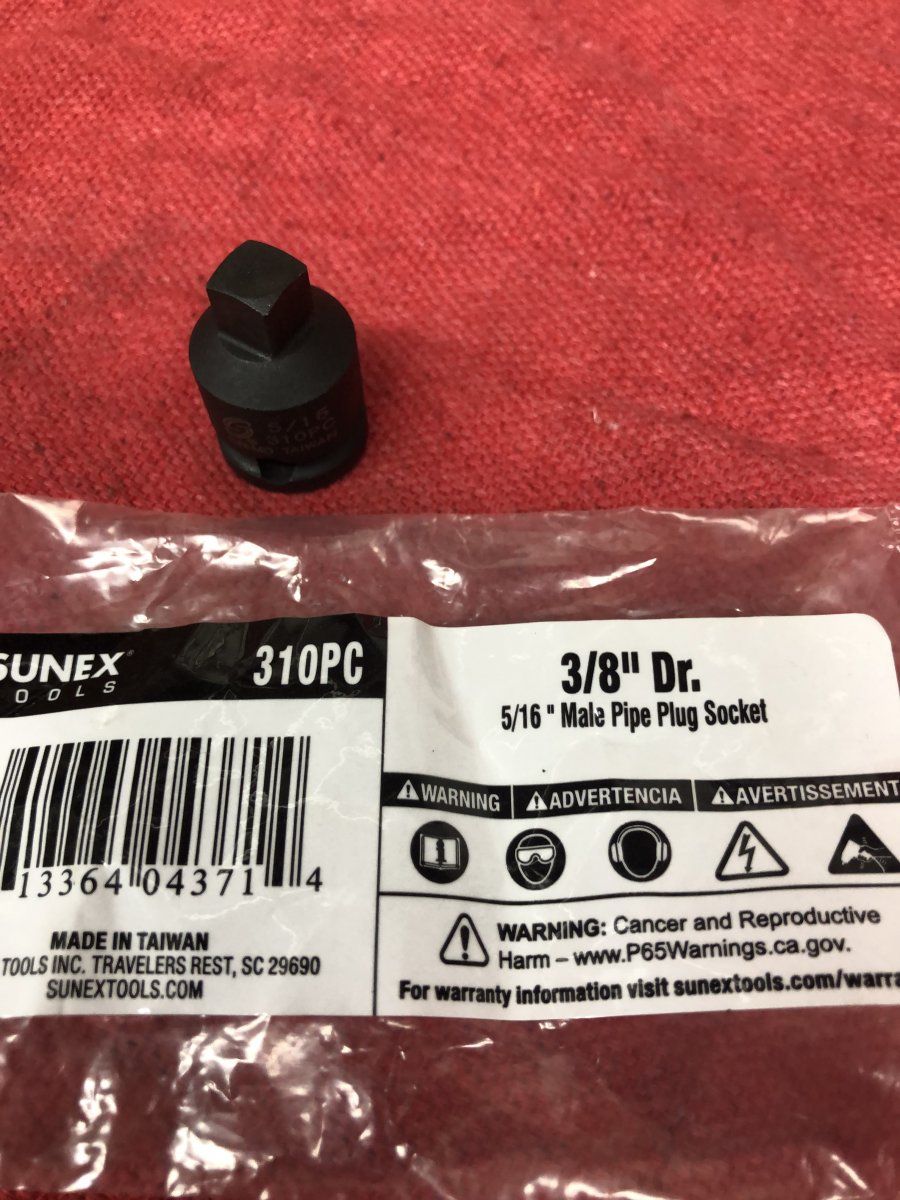 5/16
310PC
TAIWAN
SUNEX®
TOOLS
310PC
13364 04371 4
MADE IN TAIWAN
TOOLS INC. TRAVELERS REST, SC 29690
SUNEXTOOLS.COM
3/8" Dr.
5/16 " Male Pipe Plug Socket
WARNING
ADVERTENCIA
AVERTISSEMENT
WARNING: Cancer and Reproductive
Harm – www.P65Warnings.ca.gov.
For warranty information visit sunextools.com/warra